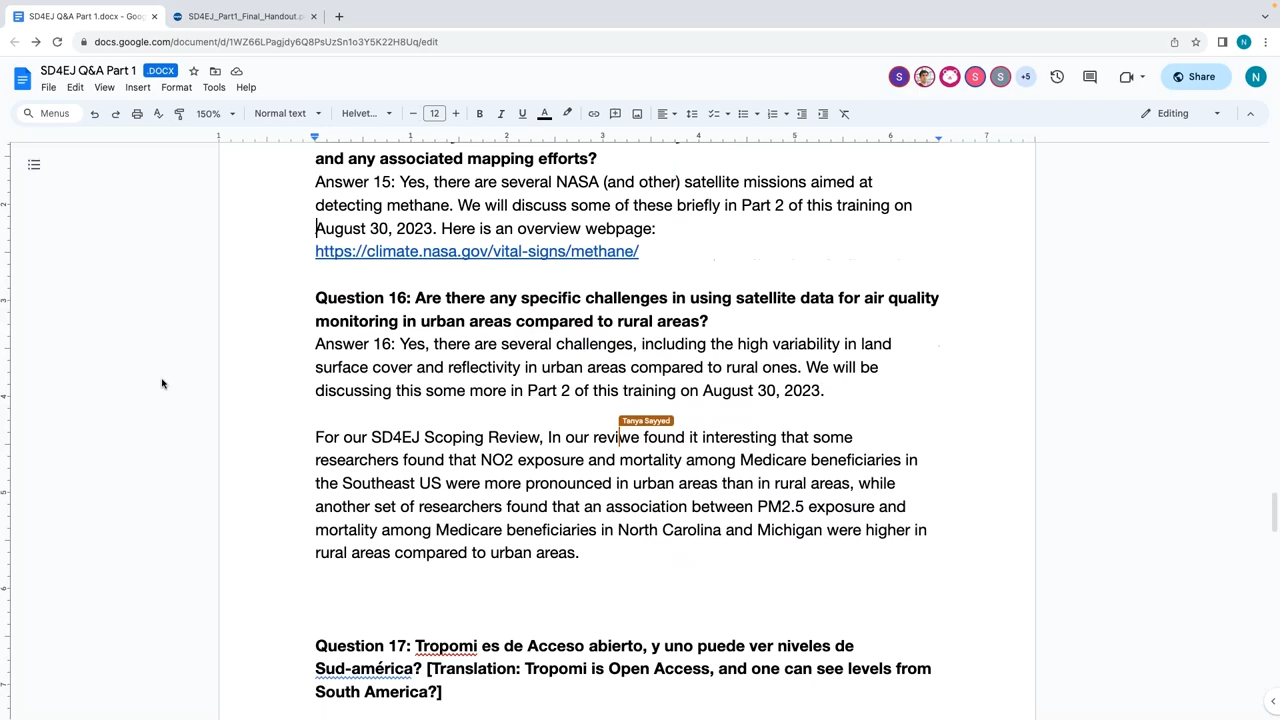 SD4EJ Q&A Part 1.docx - Goo
SD4EJ_Part1_Final_Handout.p
docs.google.com/document/d/1WZ66LPagjdy6Q8PsUzSn1o3Y5K22H8Uq/edit
N
SD4EJ Q&A Part 1 .DOCX
File Edit View Insert Format Tools Extensions Help
S S S +5 Share N
Menus 150% Normal text Helvet... 12 B I U A Editing
1 1 2 3 4 5 6 7
and any associated mapping efforts?
Answer 15: Yes, there are several NASA (and other) satellite missions aimed at
detecting methane. We will discuss some of these briefly in Part 2 of this training on
August 30, 2023. Here is an overview webpage:
https://climate.nasa.gov/vital-signs/methane/
Question 16: Are there any specific challenges in using satellite data for air quality
monitoring in urban areas compared to rural areas?
Answer 16: Yes, there are several challenges, including the high variability in land
surface cover and reflectivity in urban areas compared to rural ones. We will be
discussing this some more in Part 2 of this training on August 30, 2023.
Tanya Sayyed
For our SD4EJ Scoping Review, In our reviwe found it interesting that some
researchers found that NO2 exposure and mortality among Medicare beneficiaries in
the Southeast US were more pronounced in urban areas than in rural areas, while
another set of researchers found that an association between PM2.5 exposure and
mortality among Medicare beneficiaries in North Carolina and Michigan were higher in
rural areas compared to urban areas.
Question 17: Tropomi es de Acceso abierto, y uno puede ver niveles de
Sud-américa? [Translation: Tropomi is Open Access, and one can see levels from
South America?]